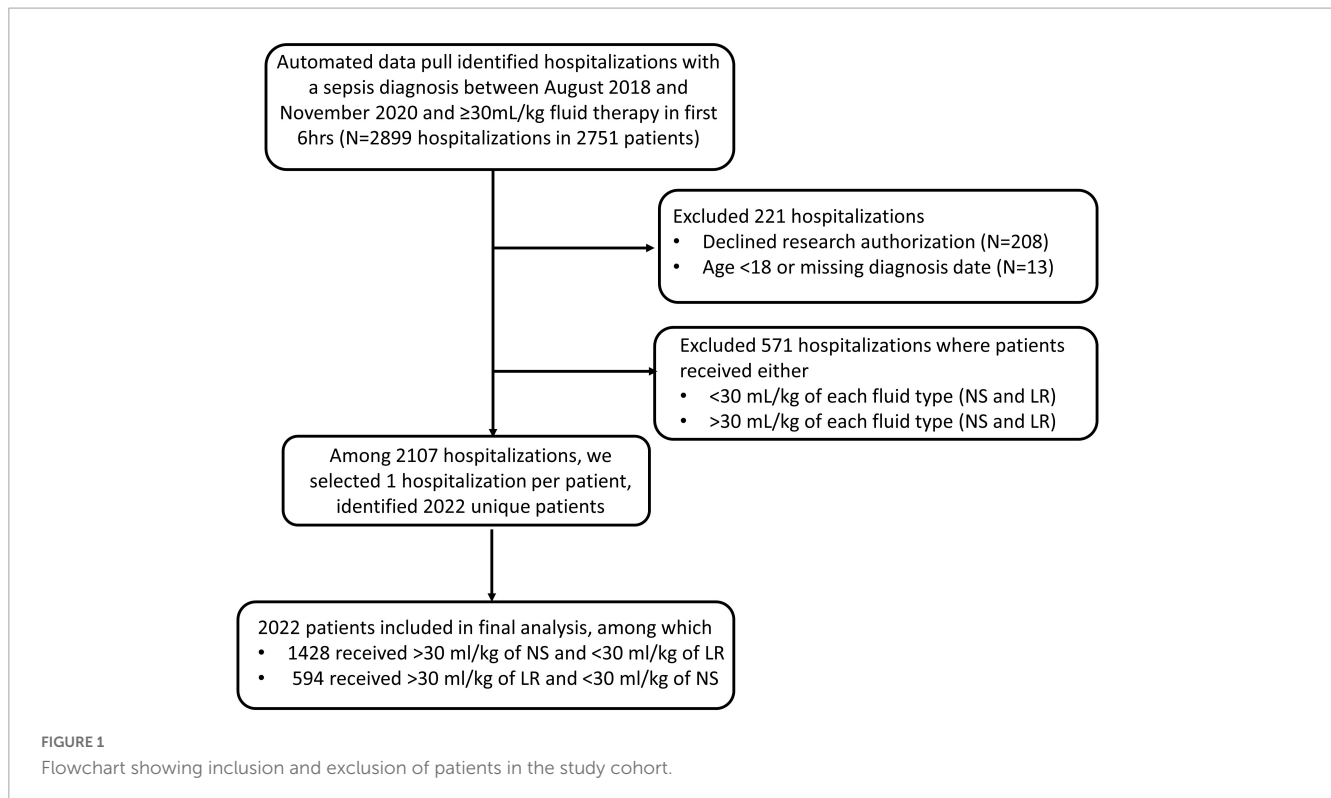 Automated data pull identified hospitalizations with
a sepsis diagnosis between August 2018 and
November 2020 and ≥30mL/kg fluid therapy in first
6hrs (N=2899 hospitalizations in 2751 patients)
Excluded 221 hospitalizations
• Declined research authorization (N=208)
• Age <18 or missing diagnosis date (N=13)
Excluded 571 hospitalizations where patients
received either
• <30 mL/kg of each fluid type (NS and LR)
• >30 mL/kg of each fluid type (NS and LR)
Among 2107 hospitalizations, we
selected 1 hospitalization per patient,
identified 2022 unique patients
2022 patients included in final analysis, among which
• 1428 received >30 ml/kg of NS and <30 ml/kg of LR
• 594 received >30 ml/kg of LR and <30 ml/kg of NS
FIGURE 1
Flowchart showing inclusion and exclusion of patients in the study cohort.